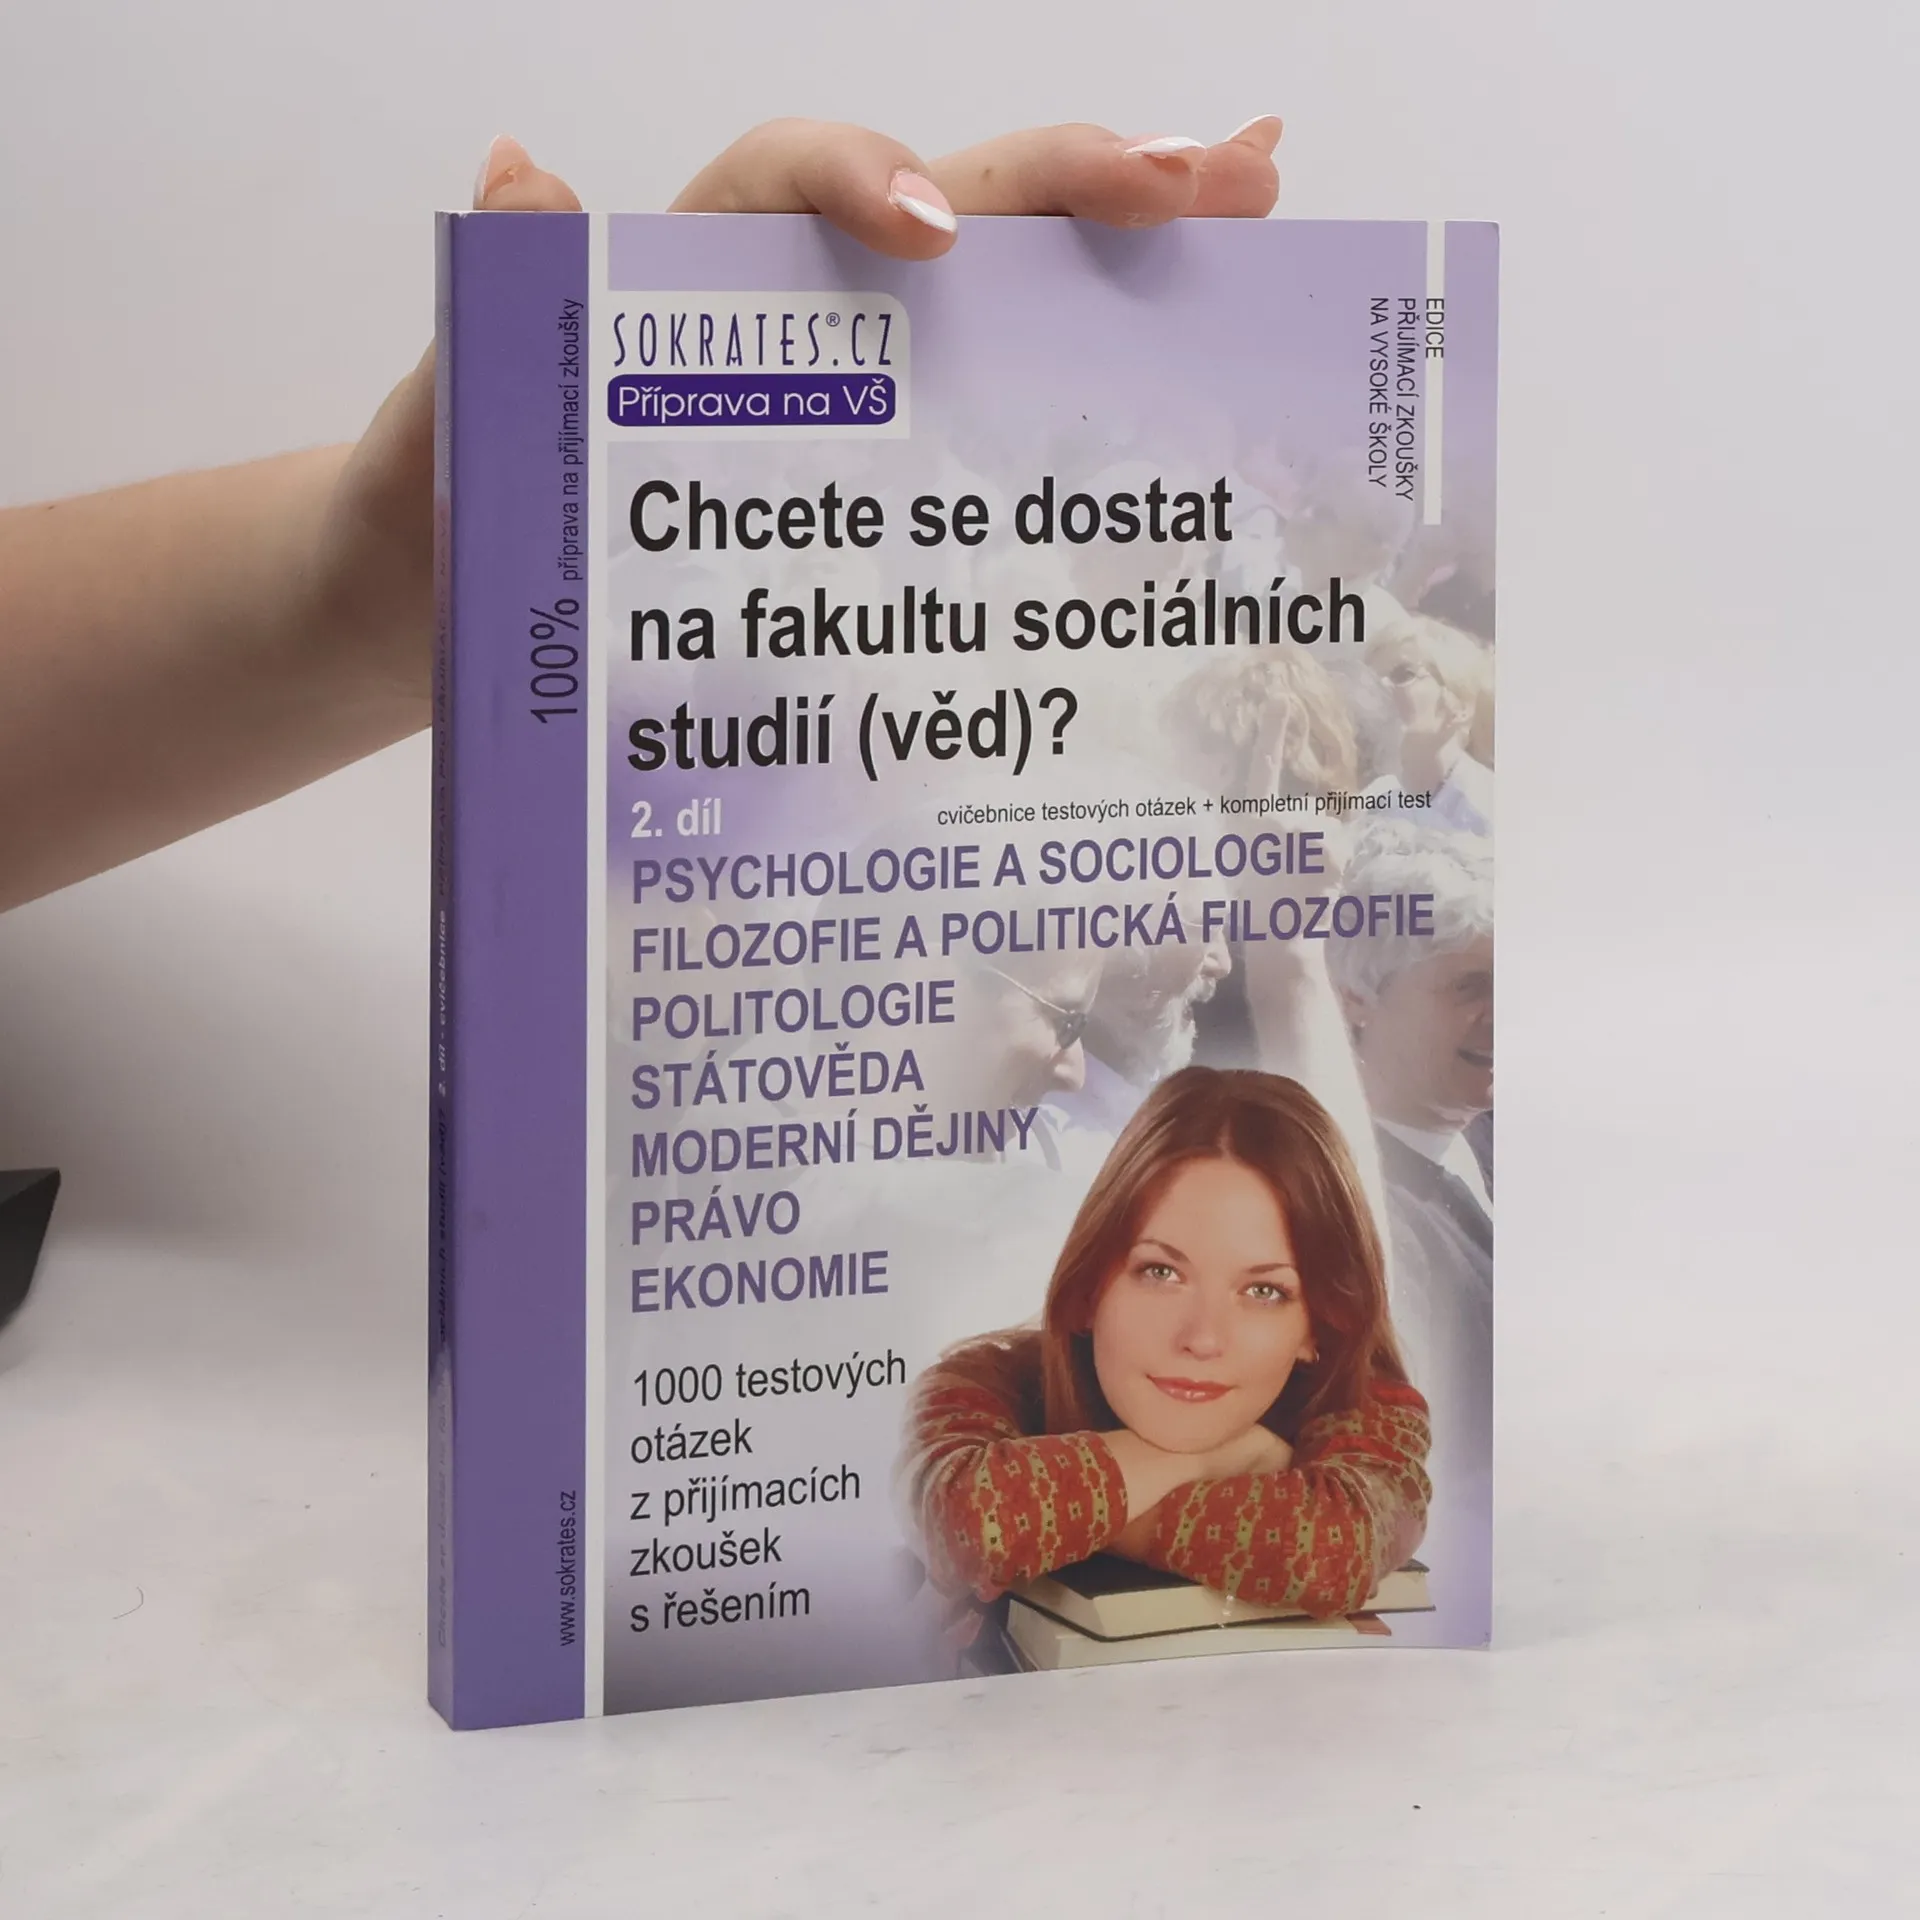 SOKRATES®.CZ
Příprava na VŠ
EDICE
PŘIJÍMACÍ ZKOUŠKY
NA VYSOKÉ ŠKOLY
100% příprava na přijímací zkoušky
Chcete se dostat
na fakultu sociálních
studií (věd)?
2. díl
cvičebnice testových otázek + kompletní přijímací test
PSYCHOLOGIE A SOCIOLOGIE
FILOZOFIE A POLITICKÁ FILOZOFIE
POLITOLOGIE
STÁTOVĚDA
MODERNÍ DĚJINY
PRÁVO
EKONOMIE
1000 testových
otázek
z přijímacích
zkoušek
s řešením
www.sokrates.cz